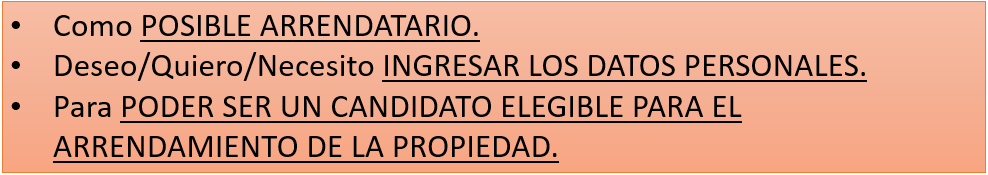 • Como POSIBLE ARRENDATARIO.
• Deseo/Quiero/Necesito INGRESAR LOS DATOS PERSONALES.
• Para PODER SER UN CANDIDATO ELEGIBLE PARA EL
ARRENDAMIENTO DE LA PROPIEDAD.